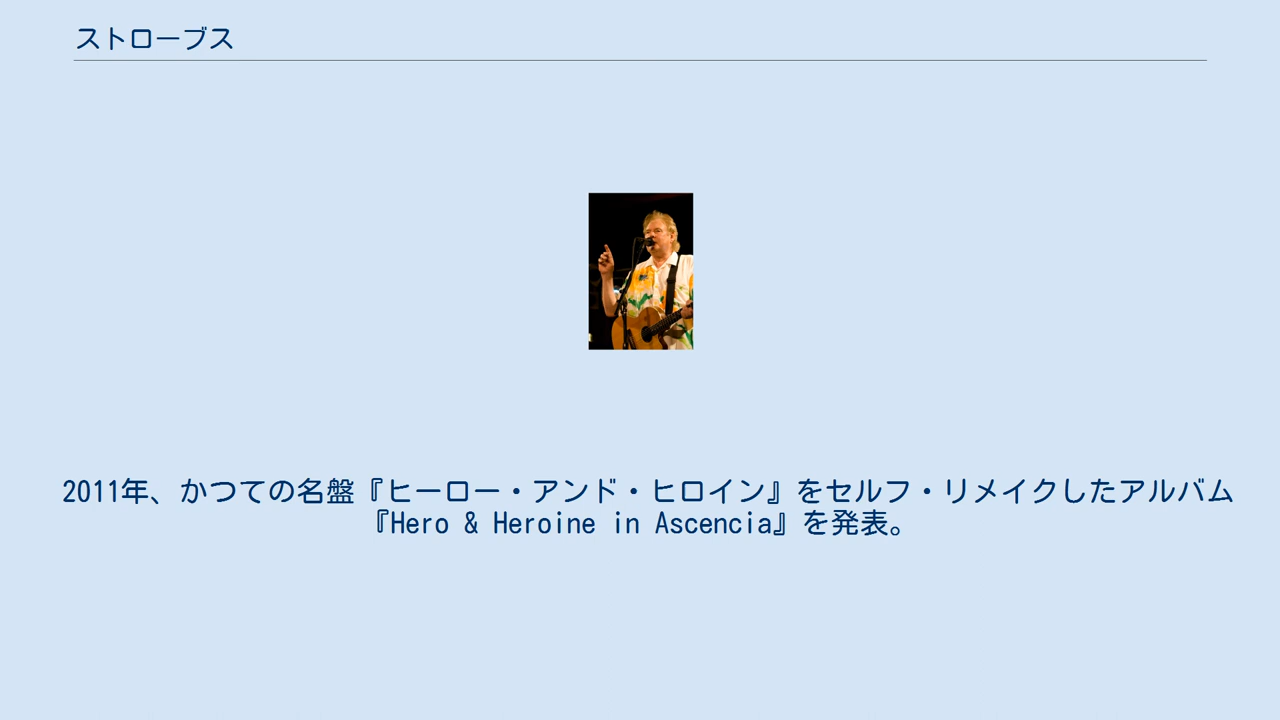 ストローブス
2011年、かつての名盤『ヒーロー・アンド・ヒロイン』をセルフ・リメイクしたアルバム
『Hero & Heroine in Ascencia』を発表。